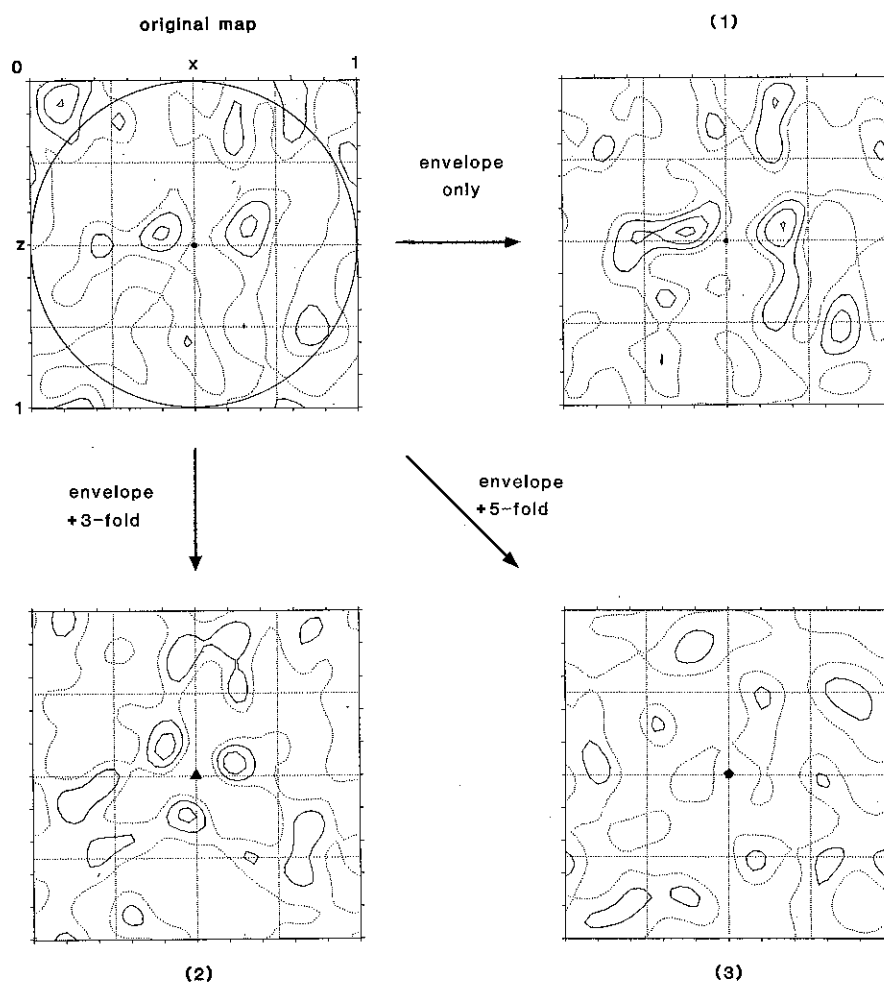 original map
(1)
0
x
1
z
1
envelope
only
envelope
+3-fold
envelope
+5-fold
(2)
(3)